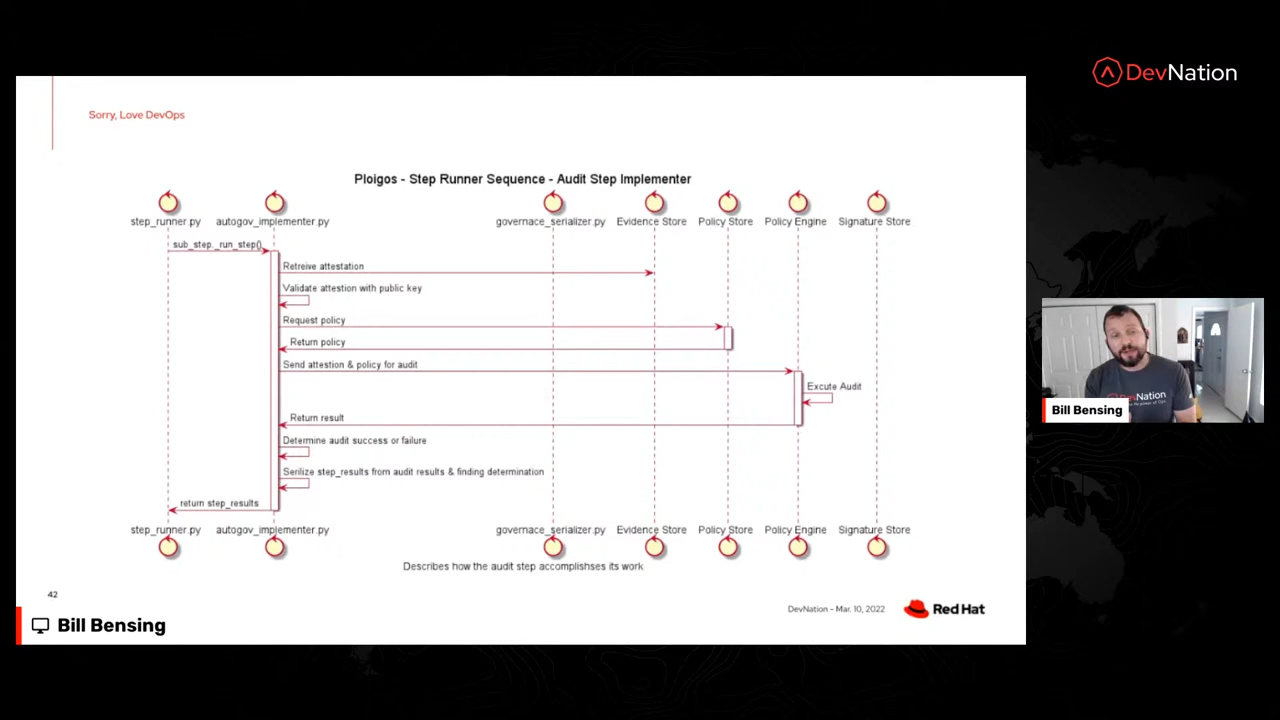 DevNation
Sorry, Love DevOps
Ploigos - Step Runner Sequence - Audit Step Implementer
step_runner.py autogov_implementer.py governace_serializer.py Evidence Store Policy Store Policy Engine Signature Store
sub_step._run_step()
Retreive attestation
Validate attestion with public key
Request policy
Return policy
Send attestion & policy for audit
Excute Audit
Return result
Determine audit success or failure
Serilize step_results from audit results & finding determination
return step_results
step_runner.py autogov_implementer.py governace_serializer.py Evidence Store Policy Store Policy Engine Signature Store
Describes how the audit step accomplishses its work
42
DevNation - Mar. 10, 2022
Red Hat
Bill Bensing
DevNation
Bill Bensing